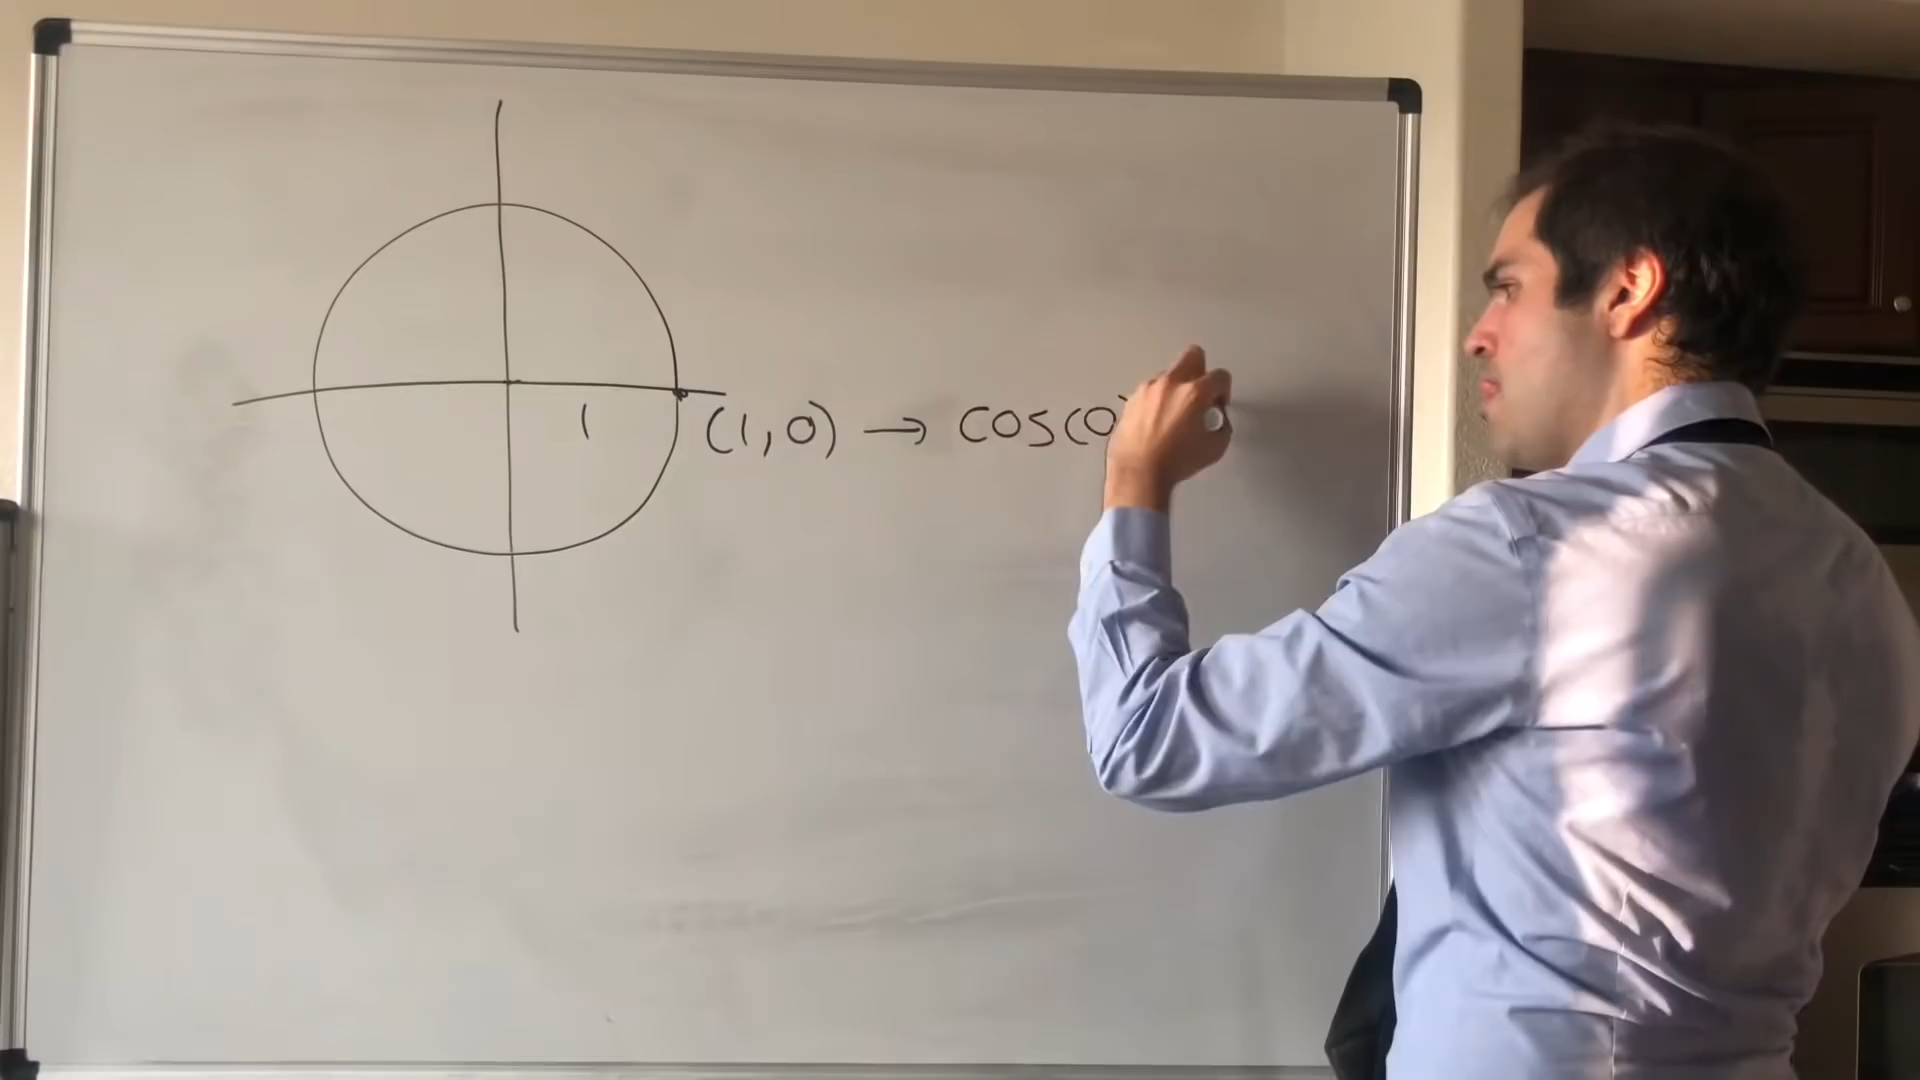 1 (1,0) → cos(0)